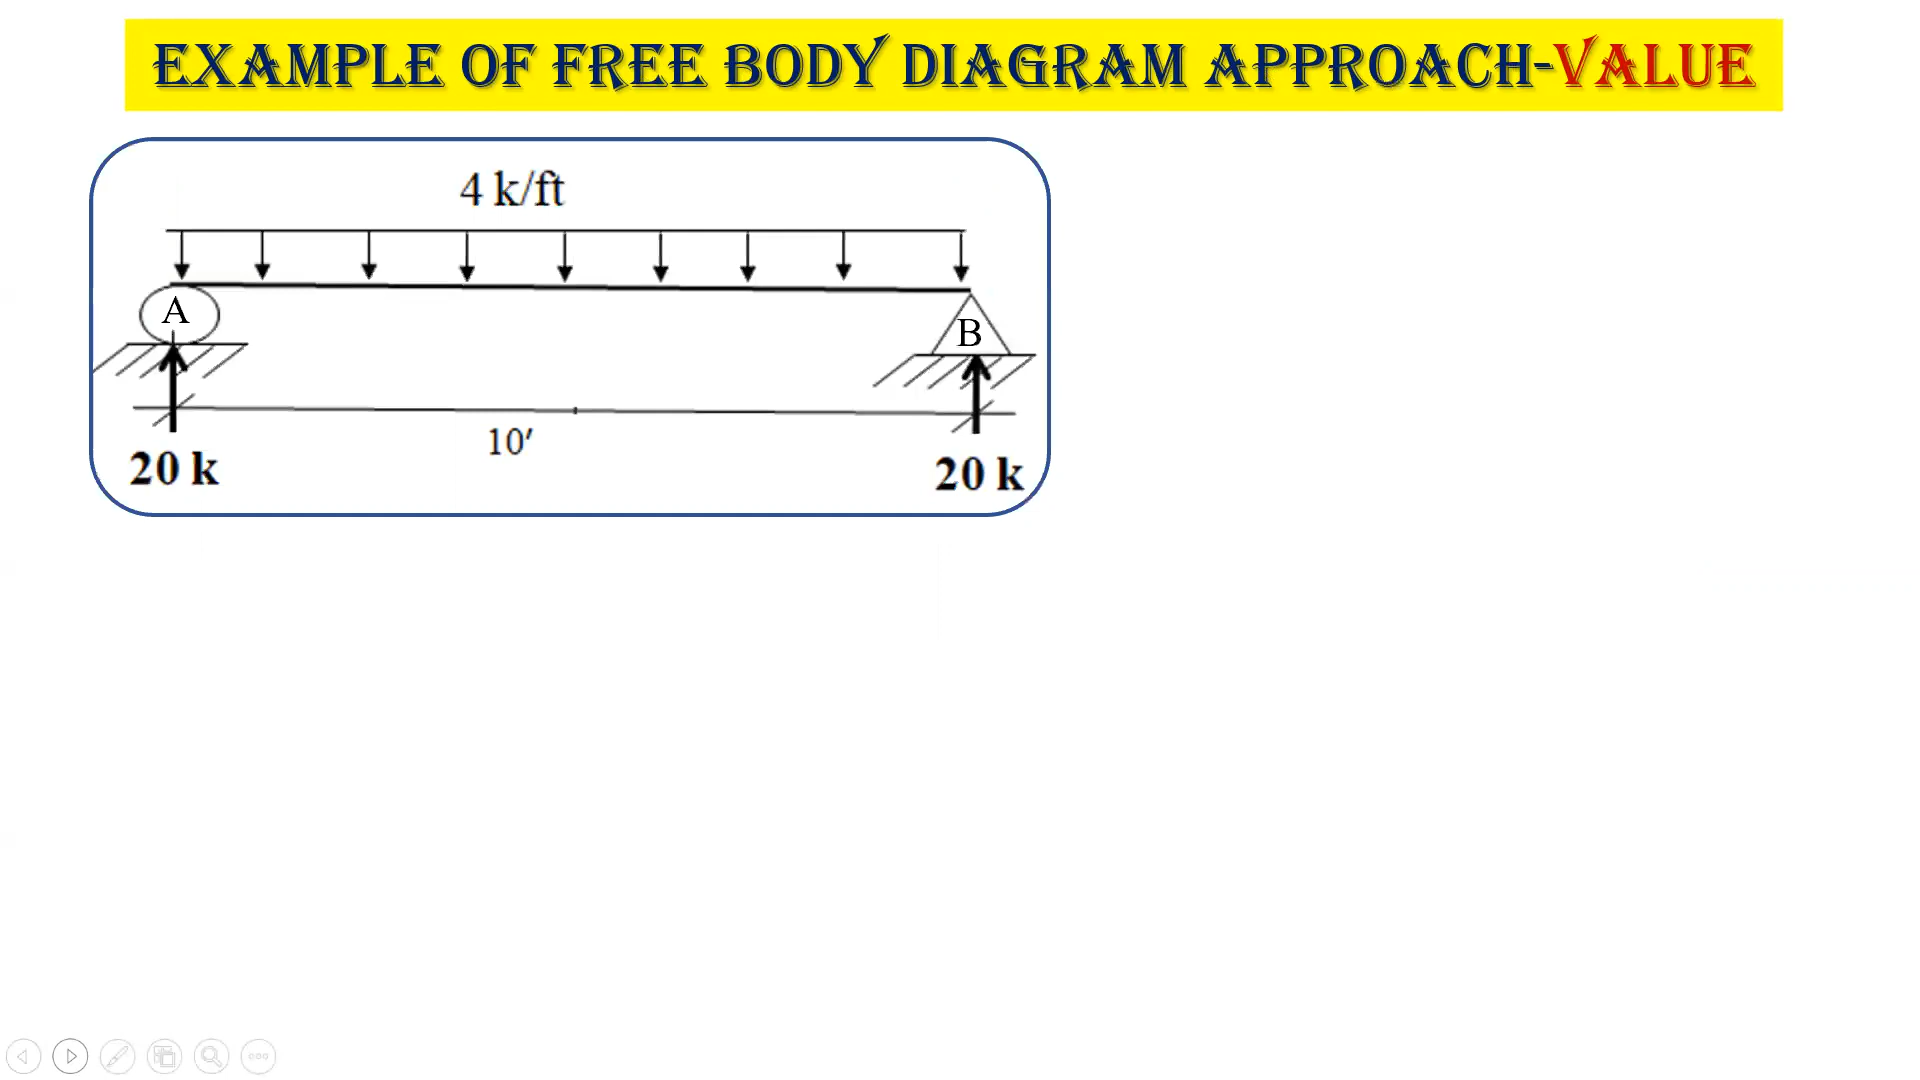 EXAMPLE OF FREE BODY DIAGRAM APPROACH-VALUE
4 k/ft
A
B
10′
20 k
20 k